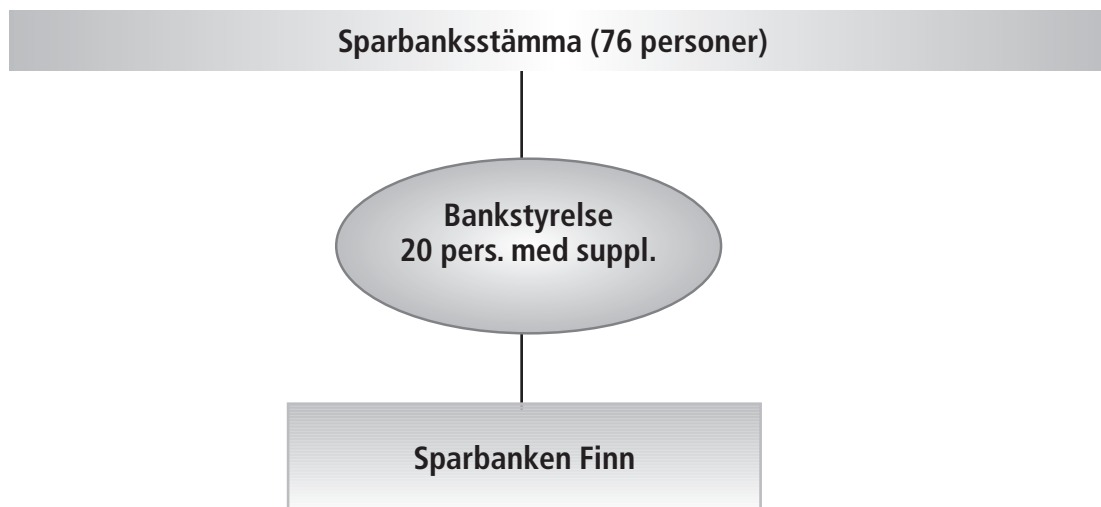 Sparbanksstämma (76 personer)
Bankstyrelse
20 pers. med suppl.
Sparbanken Finn